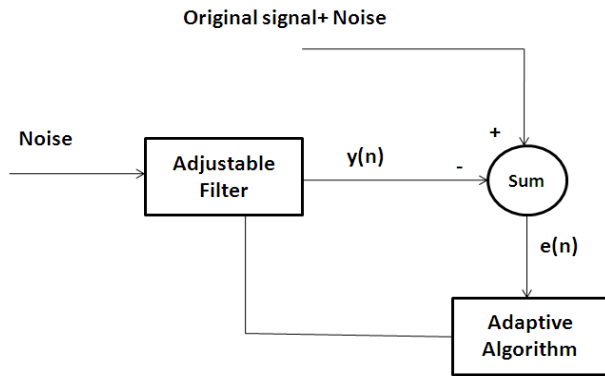 Original signal+ Noise
Noise
Adjustable
Filter
y(n)
-
+
Sum
e(n)
Adaptive
Algorithm